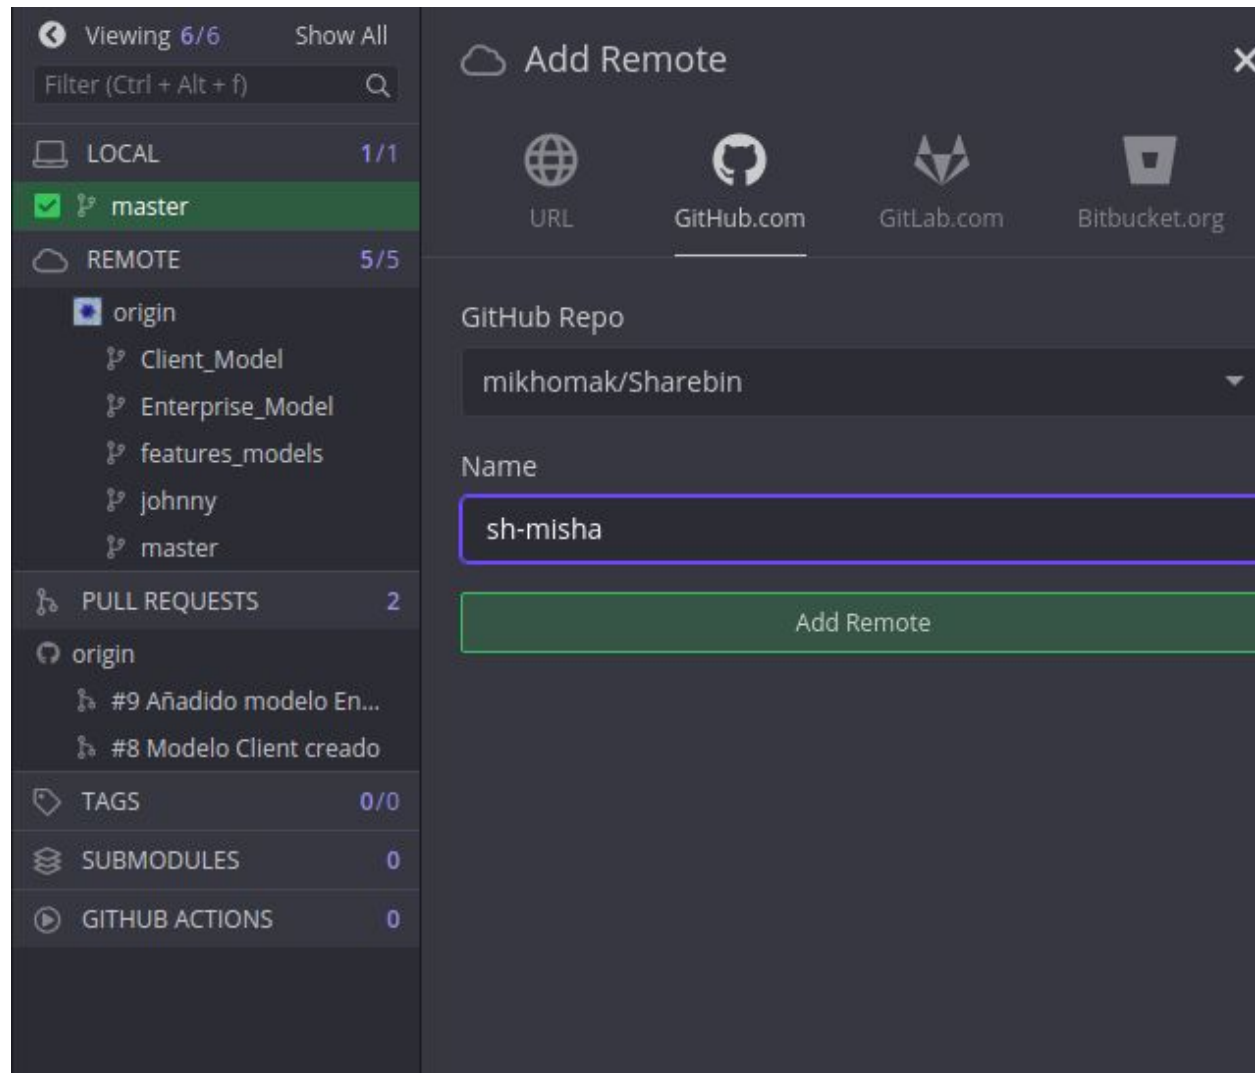 Viewing 6/6 Show All
Filter (Ctrl + Alt + f)
LOCAL 1/1
master
REMOTE 5/5
origin
Client_Model
Enterprise_Model
features_models
johnny
master
PULL REQUESTS 2
origin
#9 Añadido modelo En...
#8 Modelo Client creado
TAGS 0/0
SUBMODULES 0
GITHUB ACTIONS 0
Add Remote
URL GitHub.com GitLab.com Bitbucket.org
GitHub Repo
mikhomak/Sharebin
Name
sh-misha
Add Remote